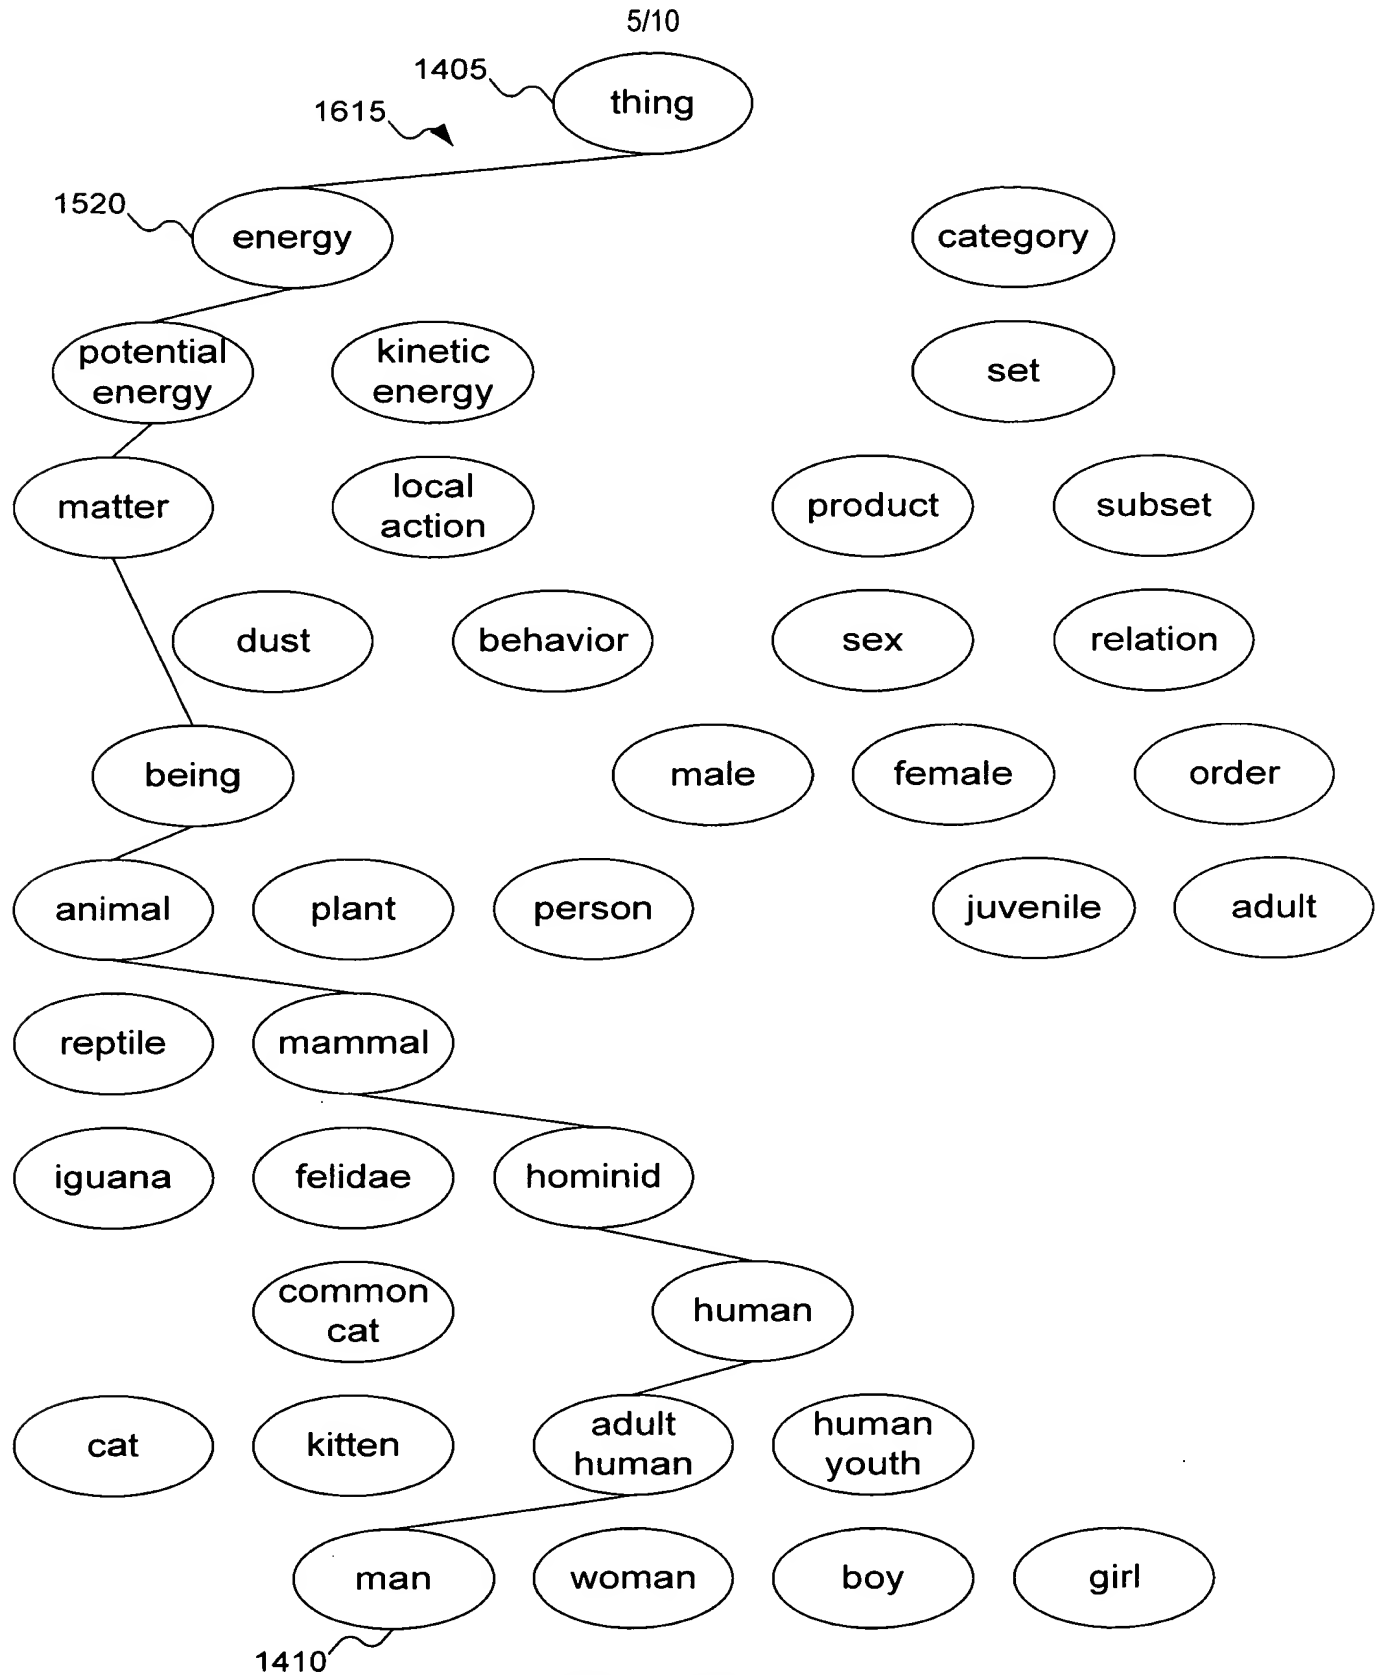 5/10
1405
thing
1615
1520
energy
category
potential
energy
kinetic
energy
set
matter
local
action
product
subset
dust
behavior
sex
relation
being
male
female
order
animal
plant
person
juvenile
adult
reptile
mammal
iguana
felidae
hominid
common
cat
human
cat
kitten
adult
human
human
youth
man
woman
boy
girl
1410